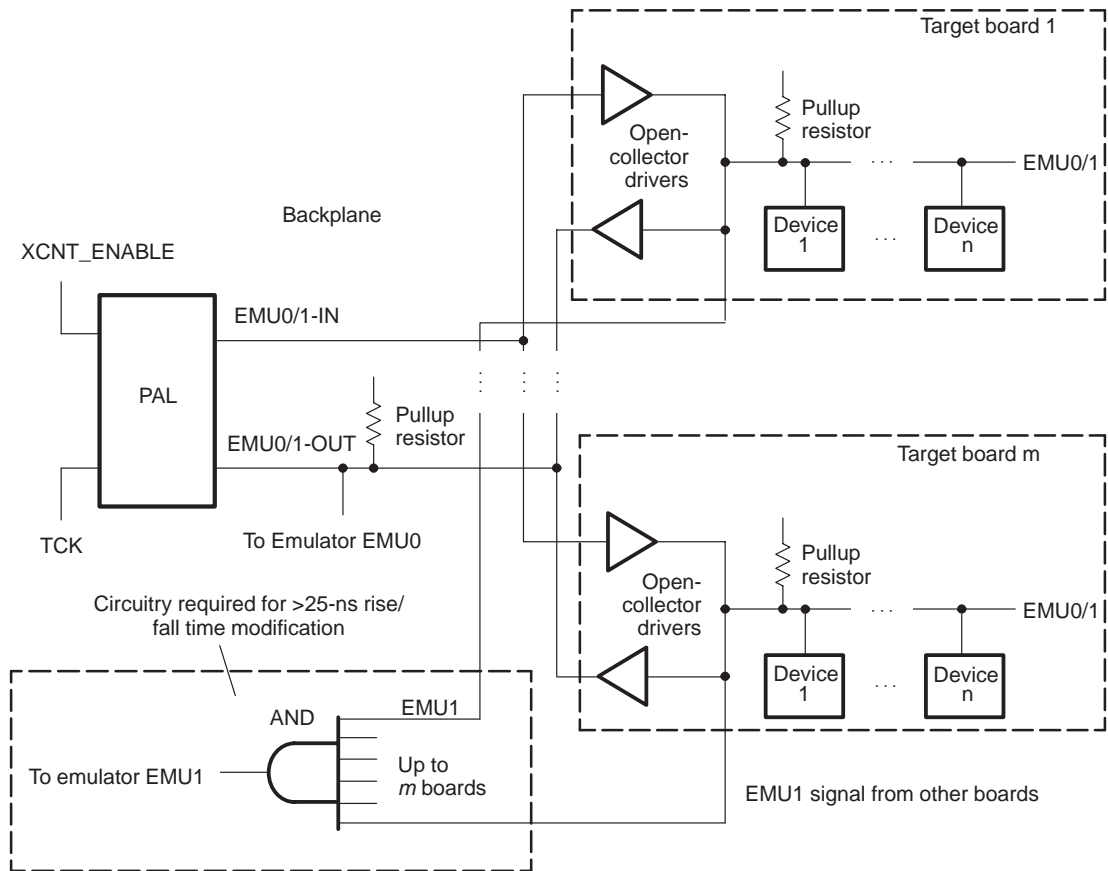 Target board 1
Pullup
resistor
Open-
collector
drivers
EMU0/1
Device
1
Device
n
. . .
. . .
Backplane
XCNT_ENABLE
EMU0/1-IN
PAL
Pullup
resistor
EMU0/1-OUT
TCK
To Emulator EMU0
. . .
. . .
. . .
Target board m
Pullup
resistor
Open-
collector
drivers
EMU0/1
Device
1
Device
n
. . .
. . .
Circuitry required for >25-ns rise/
fall time modification
AND
EMU1
To emulator EMU1
Up to
m boards
EMU1 signal from other boards